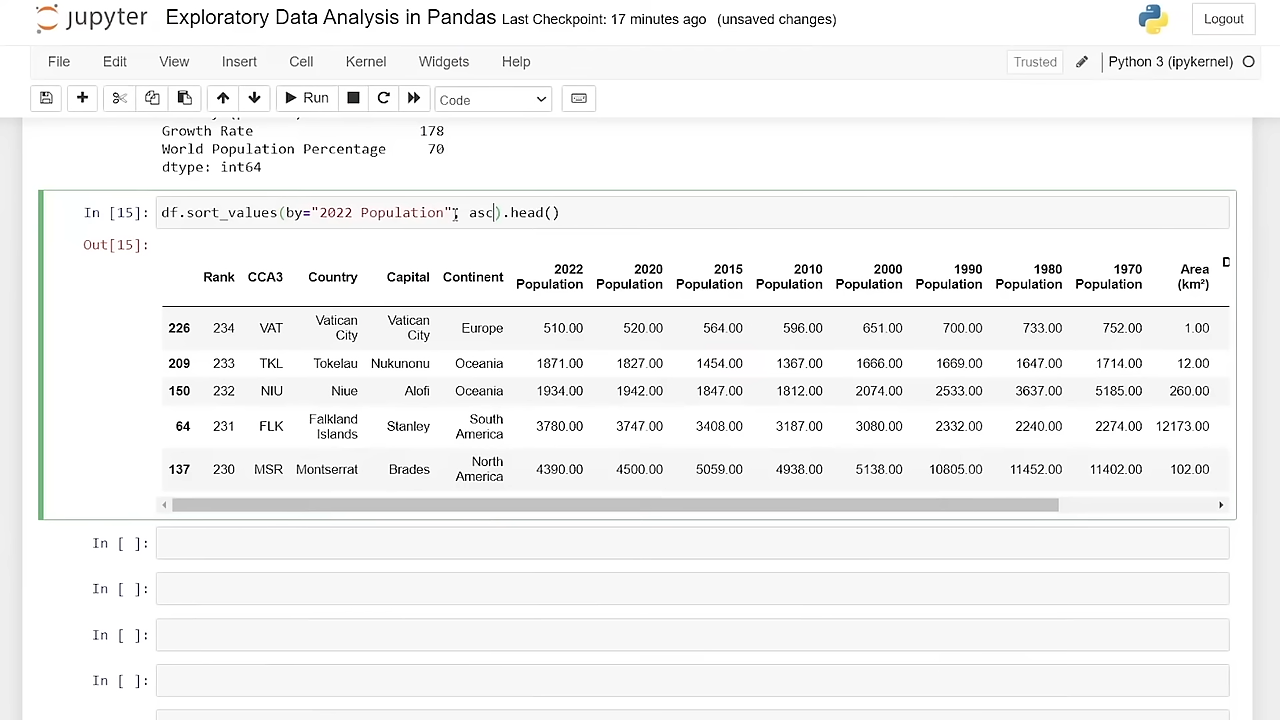 jupyter Exploratory Data Analysis in Pandas Last Checkpoint: 17 minutes ago (unsaved changes) Logout
File Edit View Insert Cell Kernel Widgets Help Trusted Python 3 (ipykernel)
Run Code
Growth Rate 178
World Population Percentage 70
dtype: int64
In [15]: df.sort_values(by="2022 Population", asc).head()
Out[15]:
Rank CCA3 Country Capital Continent 2022 Population 2020 Population 2015 Population 2010 Population 2000 Population 1990 Population 1980 Population 1970 Population Area (km²) D
226 234 VAT Vatican City Vatican City Europe 510.00 520.00 564.00 596.00 651.00 700.00 733.00 752.00 1.00
209 233 TKL Tokelau Nukunonu Oceania 1871.00 1827.00 1454.00 1367.00 1666.00 1669.00 1647.00 1714.00 12.00
150 232 NIU Niue Alofi Oceania 1934.00 1942.00 1847.00 1812.00 2074.00 2533.00 3637.00 5185.00 260.00
64 231 FLK Falkland Islands Stanley South America 3780.00 3747.00 3408.00 3187.00 3080.00 2332.00 2240.00 2274.00 12173.00
137 230 MSR Montserrat Brades North America 4390.00 4500.00 5059.00 4938.00 5138.00 10805.00 11452.00 11402.00 102.00
In [ ]:
In [ ]:
In [ ]:
In [ ]: